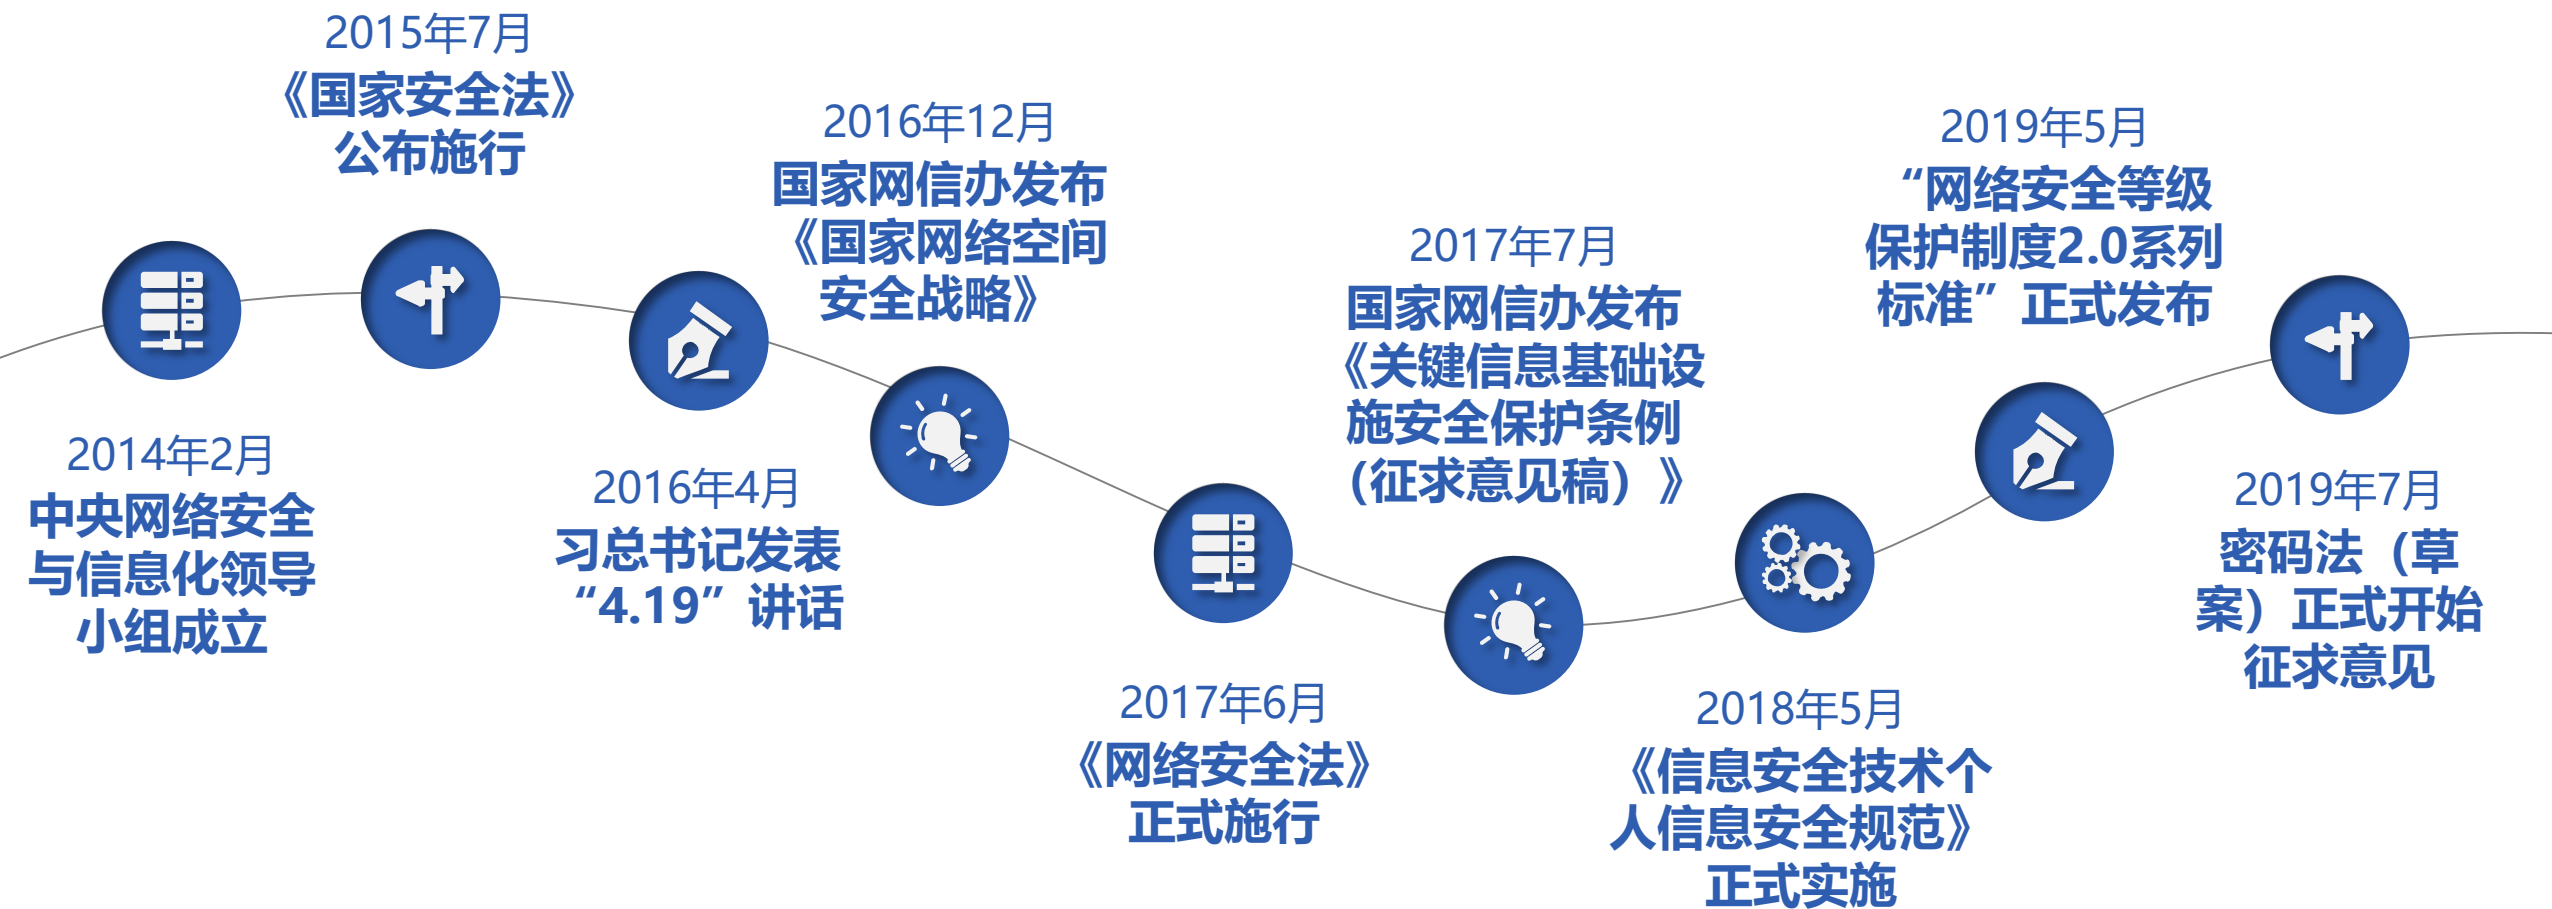 2014年2月
中央网络安全
与信息化领导
小组成立
2015年7月
《国家安全法》
公布施行
2016年4月
习总书记发表
“4.19”讲话
2016年12月
国家网信办发布
《国家网络空间
安全战略》
2017年6月
《网络安全法》
正式施行
2017年7月
国家网信办发布
《关键信息基础设
施安全保护条例
（征求意见稿）》
2018年5月
《信息安全技术个
人信息安全规范》
正式实施
2019年5月
“网络安全等级
保护制度2.0系列
标准”正式发布
2019年7月
密码法（草
案）正式开始
征求意见